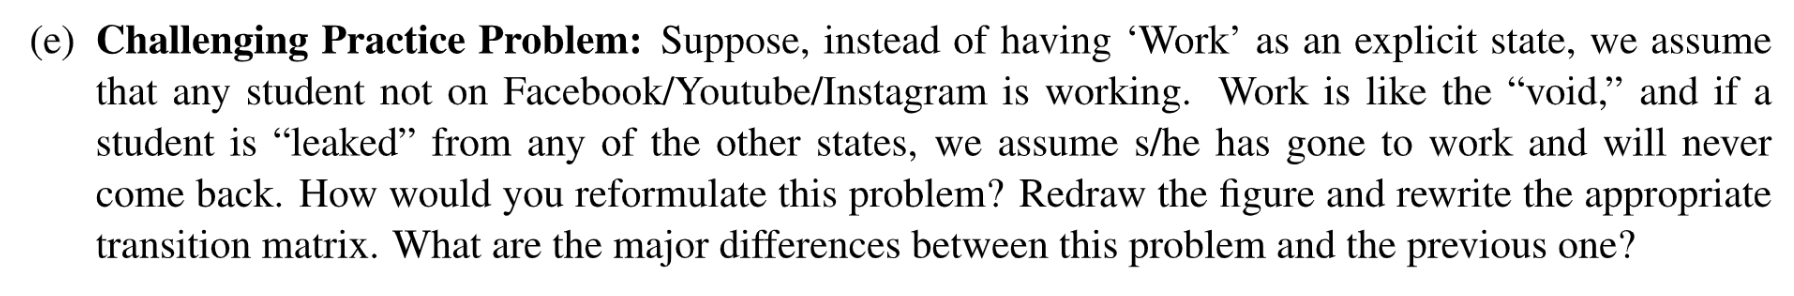 (e) Challenging Practice Problem: Suppose, instead of having ‘Work’ as an explicit state, we assume
that any student not on Facebook/Youtube/Instagram is working. Work is like the “void,” and if a
student is “leaked” from any of the other states, we assume s/he has gone to work and will never
come back. How would you reformulate this problem? Redraw the figure and rewrite the appropriate
transition matrix. What are the major differences between this problem and the previous one?